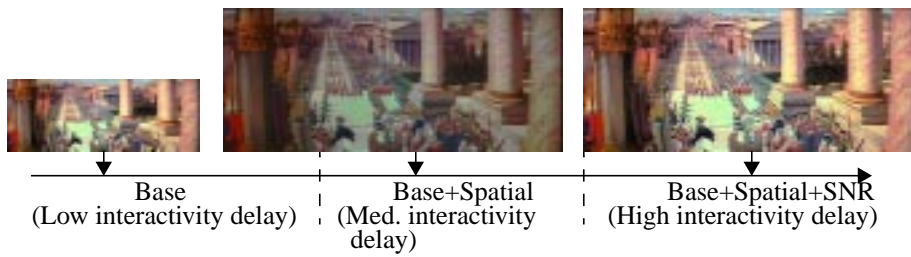 Base
(Low interactivity delay)
Base+Spatial
(Med. interactivity
delay)
Base+Spatial+SNR
(High interactivity delay)